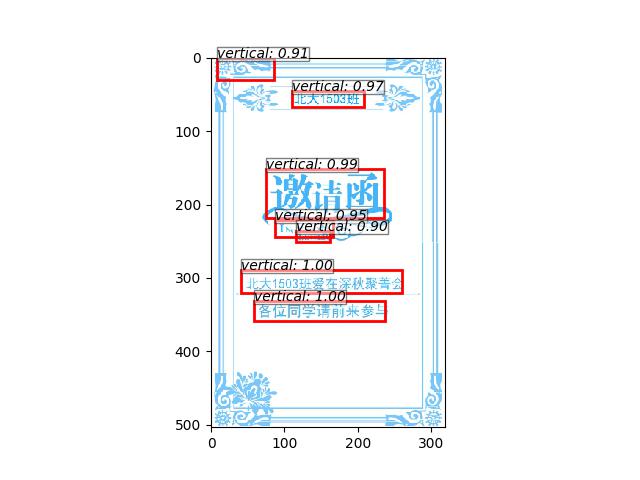 vertical: 0.91
0
vertical: 0.97
北大1503班
100
vertical: 0.99
邀请函
200
vertical: 0.95
vertical: 0.90
vertical: 1.00
北大1503班爱在深秋
300
vertical: 1.00
各位同学请前来参与
400
500
0 100 200 300